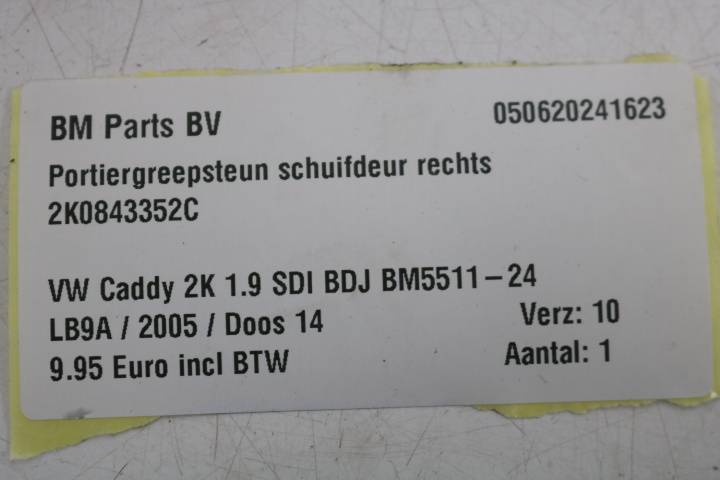 BM Parts BV 050620241623
Portiergreepsteun schuifdeur rechts
2K0843352C
VW Caddy 2K 1.9 SDI BDJ BM5511-24
LB9A / 2005 / Doos 14 Verz: 10
9.95 Euro incl BTW Aantal: 1